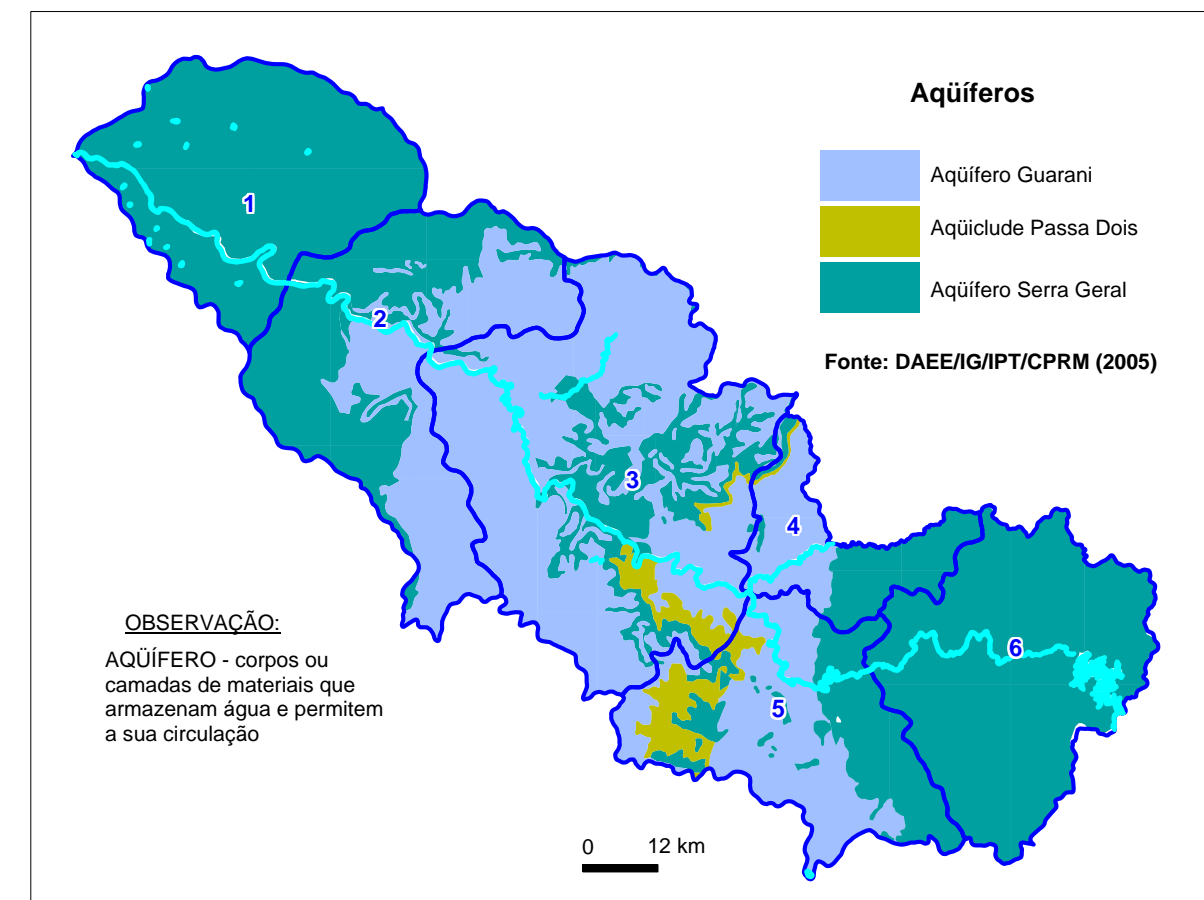 Aqüíferos
Aqüífero Guarani
Aqüiclude Passa Dois
Aqüífero Serra Geral
Fonte: DAEE/IG/IPT/CPRM (2005)
1
2
3
4
5
6
OBSERVAÇÃO:
AQÜÍFERO - corpos ou
camadas de materiais que
armazenam água e permitem
a sua circulação
0 12 km